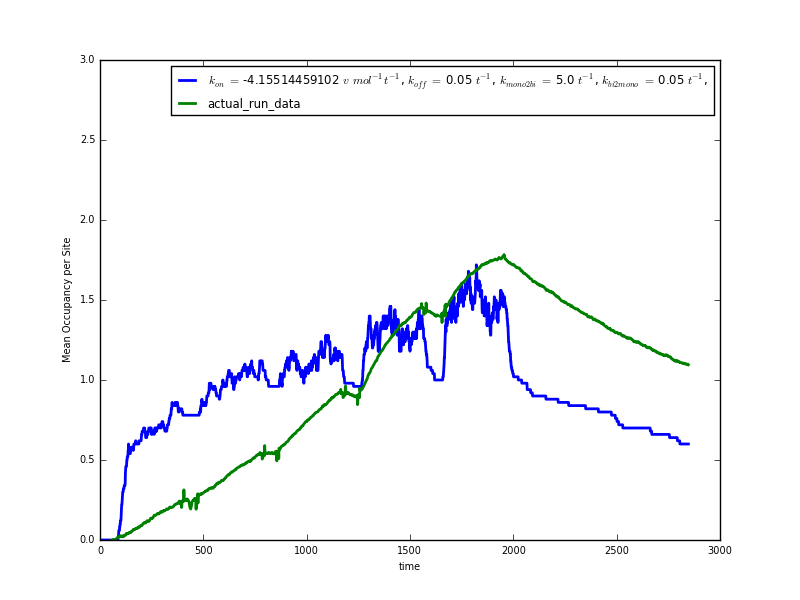 3.0
2.5
2.0
1.5
1.0
0.5
0.0
Mean Occupancy per Site
k_on = -4.15514459102 v mol^-1 t^-1, k_off = 0.05 t^-1, k_mono2bi = 5.0 t^-1, k_bi2mono = 0.05 t^-1,
actual_run_data
0 500 1000 1500 2000 2500 3000
time